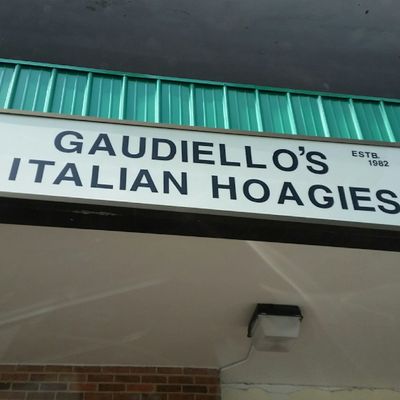 GAUDIELLO'S
ESTB.
1982
ITALIAN HOAGIES